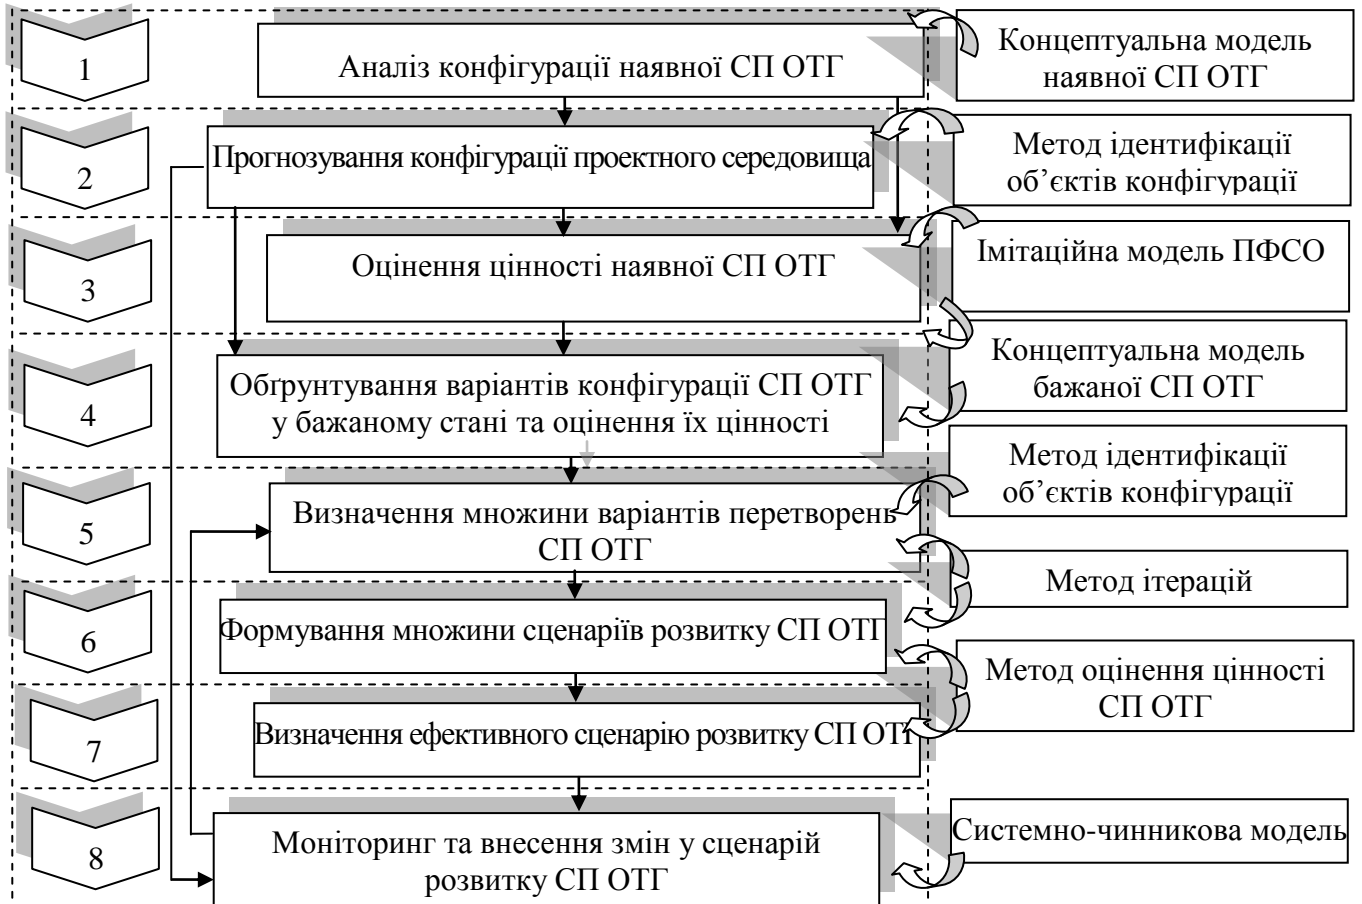 1
Аналіз конфігурації наявної СП ОТГ
Концептуальна модель
наявної СП ОТГ
2
Прогнозування конфігурації проектного середовища
Метод ідентифікації
об’єктів конфігурації
3
Оцінення цінності наявної СП ОТГ
Імітаційна модель ПФСО
4
Обґрунтування варіантів конфігурації СП ОТГ
у бажаному стані та оцінення їх цінності
Концептуальна модель
бажаної СП ОТГ
5
Визначення множини варіантів перетворень
СП ОТГ
Метод ідентифікації
об’єктів конфігурації
Метод ітерацій
6
Формування множини сценаріїв розвитку СП ОТГ
Метод оцінення цінності
СП ОТГ
7
Визначення ефективного сценарію розвитку СП ОТГ
8
Моніторинг та внесення змін у сценарій
розвитку СП ОТГ
Системно-чинникова модель